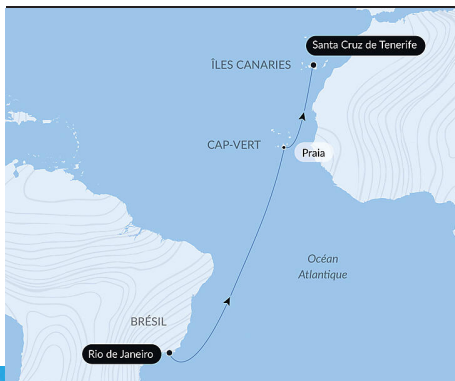 Santa Cruz de Tenerife
ÎLES CANARIES
CAP-VERT
Praia
Océan
Atlantique
BRÉSIL
Rio de Janeiro